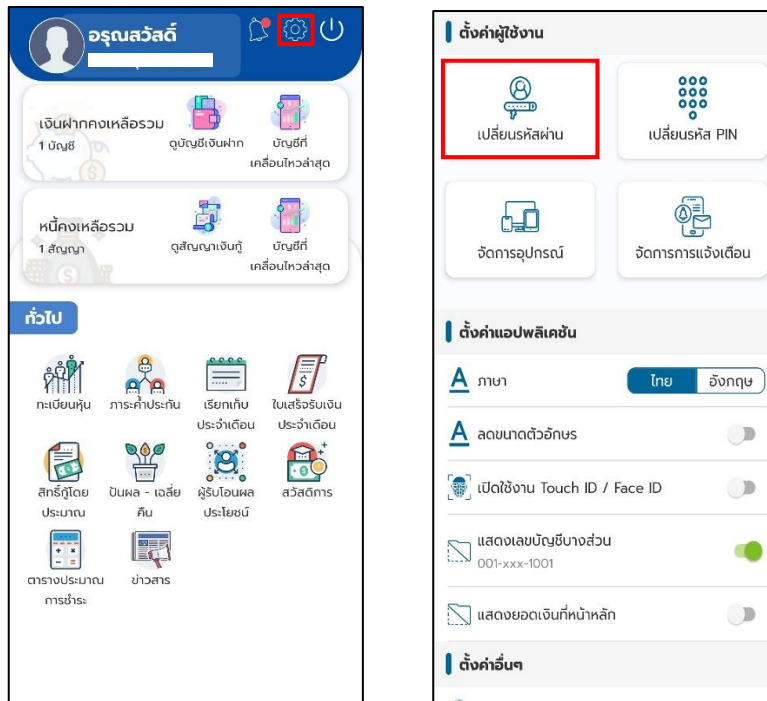 อรุณสวัสดิ์
เงินฝากคงเหลือรวม
1 บัญชี
ดูบัญชีเงินฝาก
บัญชีที่
เคลื่อนไหวล่าสุด
หนี้คงเหลือรวม
1 สัญญา
ดูสัญญาเงินกู้
บัญชีที่
เคลื่อนไหวล่าสุด
ทั่วไป
ทะเบียนหุ้น
ภาระค้ำประกัน
เรียกเก็บ
ประจำเดือน
ใบเสร็จรับเงิน
ประจำเดือน
สิทธิ์กู้โดย
ประมาณ
ปันผล - เฉลี่ย
คืน
ผู้รับโอนผล
ประโยชน์
สวัสดิการ
ตารางประมาณ
การชำระ
ข่าวสาร
ตั้งค่าผู้ใช้งาน
เปลี่ยนรหัสผ่าน
เปลี่ยนรหัส PIN
จัดการอุปกรณ์
จัดการการแจ้งเตือน
ตั้งค่าแอปพลิเคชัน
ภาษา
ไทย
อังกฤษ
ลดขนาดตัวอักษร
เปิดใช้งาน Touch ID / Face ID
แสดงเลขบัญชีบางส่วน
001-xxx-1001
แสดงยอดเงินที่หน้าหลัก
ตั้งค่าอื่นๆ